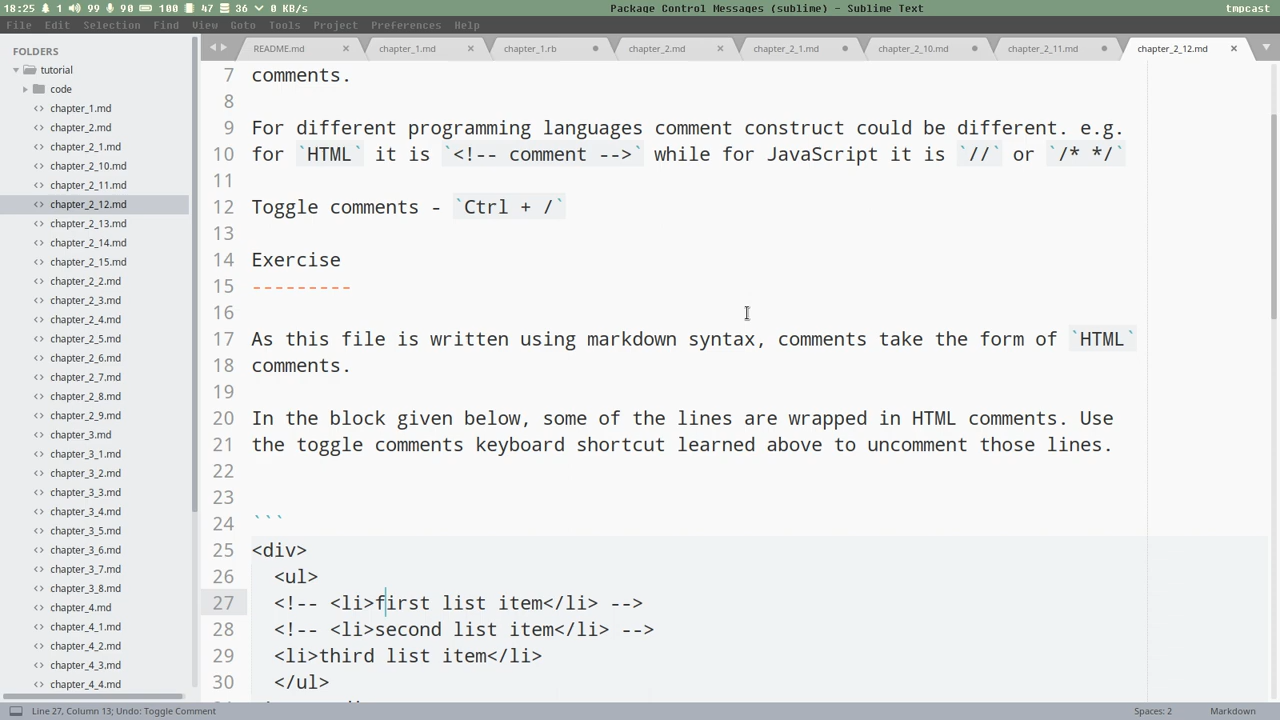 18:25 1 99 90 100 47 36 0 KB/s
Package Control Messages (sublime) - Sublime Text
tmpcast
File Edit Selection Find View Goto Tools Project Preferences Help
FOLDERS
tutorial
code
chapter_1.md
chapter_2.md
chapter_2_1.md
chapter_2_10.md
chapter_2_11.md
chapter_2_12.md
chapter_2_13.md
chapter_2_14.md
chapter_2_15.md
chapter_2_2.md
chapter_2_3.md
chapter_2_4.md
chapter_2_5.md
chapter_2_6.md
chapter_2_7.md
chapter_2_8.md
chapter_2_9.md
chapter_3.md
chapter_3_1.md
chapter_3_2.md
chapter_3_3.md
chapter_3_4.md
chapter_3_5.md
chapter_3_6.md
chapter_3_7.md
chapter_3_8.md
chapter_4.md
chapter_4_1.md
chapter_4_2.md
chapter_4_3.md
chapter_4_4.md
README.md chapter_1.md chapter_1.rb chapter_2.md chapter_2_1.md chapter_2_10.md chapter_2_11.md chapter_2_12.md
7 comments.
8
9 For different programming languages comment construct could be different. e.g.
10 for `HTML` it is `<!-- comment -->` while for JavaScript it is `//` or `/* */`
11
12 Toggle comments - `Ctrl + /`
13
14 Exercise
15 ---------
16
17 As this file is written using markdown syntax, comments take the form of `HTML`
18 comments.
19
20 In the block given below, some of the lines are wrapped in HTML comments. Use
21 the toggle comments keyboard shortcut learned above to uncomment those lines.
22
23
24 ```
25 <div>
26 <ul>
27 <!-- <li>first list item</li> -->
28 <!-- <li>second list item</li> -->
29 <li>third list item</li>
30 </ul>
Line 27, Column 13; Undo: Toggle Comment
Spaces: 2
Markdown